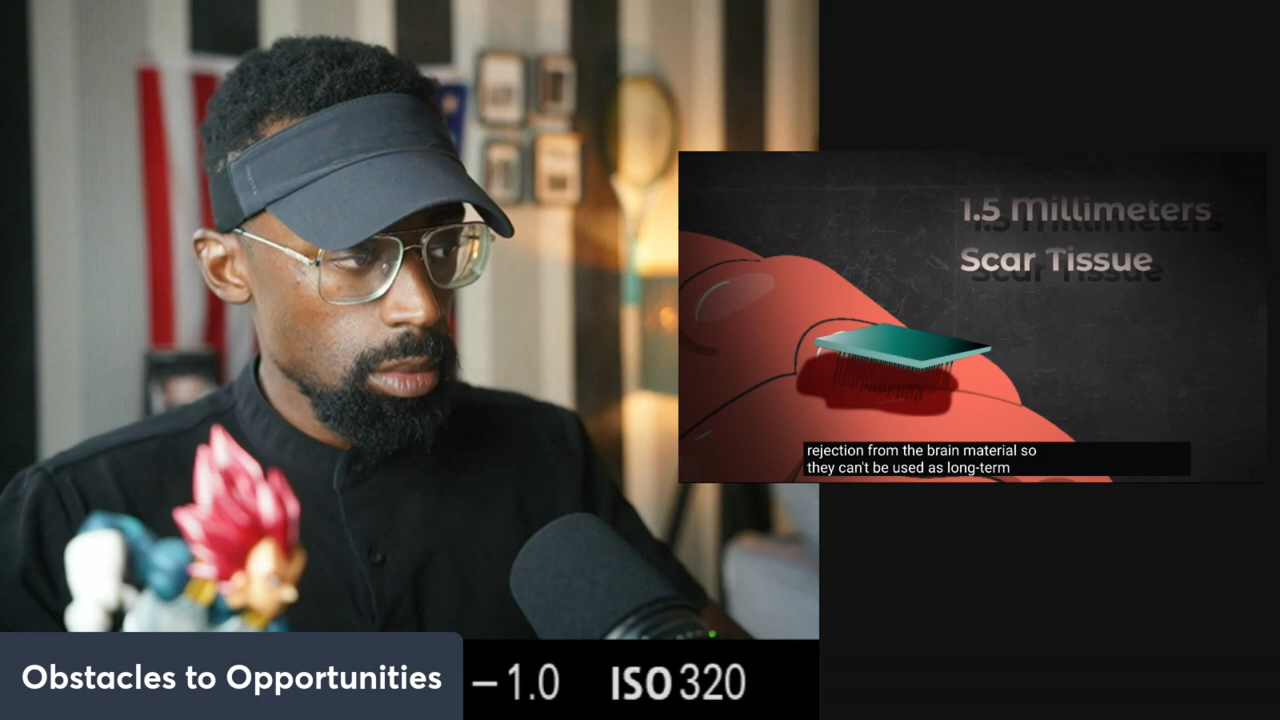 1.5 Millimeters
Scar Tissue
rejection from the brain material so
they can't be used as long-term
Obstacles to Opportunities
– 1.0 ISO 320